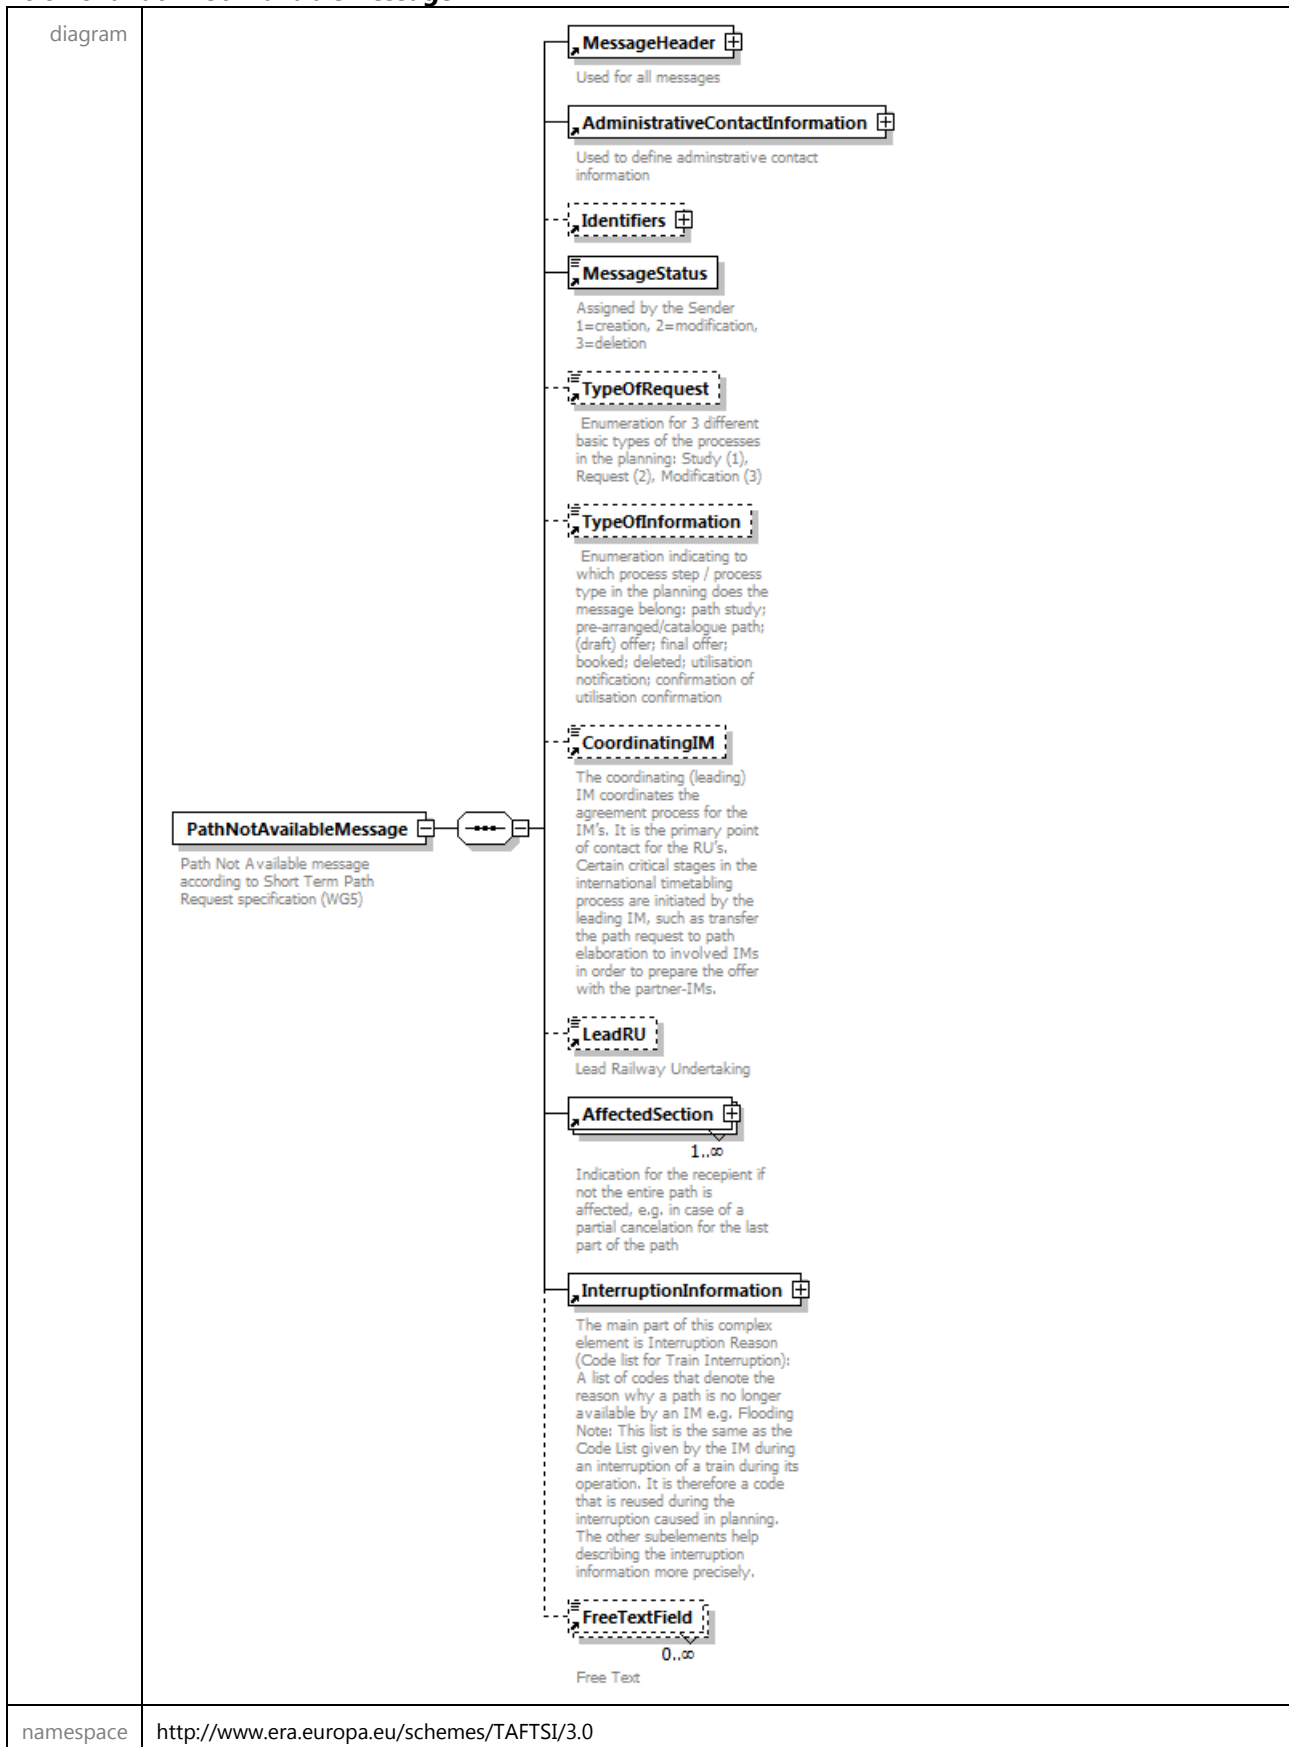 diagram
MessageHeader
Used for all messages
AdministrativeContactInformation
Used to define adminstrative contact
information
Identifiers
MessageStatus
Assigned by the Sender
1=creation, 2=modification,
3=deletion
TypeOfRequest
Enumeration for 3 different
basic types of the processes
in the planning: Study (1),
Request (2), Modification (3)
TypeOfInformation
Enumeration indicating to
which process step / process
type in the planning does the
message belong: path study;
pre-arranged/catalogue path;
(draft) offer; final offer;
booked; deleted; utilisation
notification; confirmation of
utilisation confirmation
CoordinatingIM
The coordinating (leading)
IM coordinates the
agreement process for the
IM's. It is the primary point
of contact for the RU's.
Certain critical stages in the
international timetabling
process are initiated by the
leading IM, such as transfer
the path request to path
elaboration to involved IMs
in order to prepare the offer
with the partner-IMs.
PathNotAvailableMessage
Path Not Available message
according to Short Term Path
Request specification (WG5)
LeadRU
Lead Railway Undertaking
AffectedSection
1..∞
Indication for the recepient if
not the entire path is
affected, e.g. in case of a
partial cancelation for the last
part of the path
InterruptionInformation
The main part of this complex
element is Interruption Reason
(Code list for Train Interruption):
A list of codes that denote the
reason why a path is no longer
available by an IM e.g. Flooding
Note: This list is the same as the
Code List given by the IM during
an interruption of a train during its
operation. It is therefore a code
that is reused during the
interruption caused in planning.
The other subelements help
describing the interruption
information more precisely.
FreeTextField
0..∞
Free Text
namespace http://www.era.europa.eu/schemes/TAFTSI/3.0